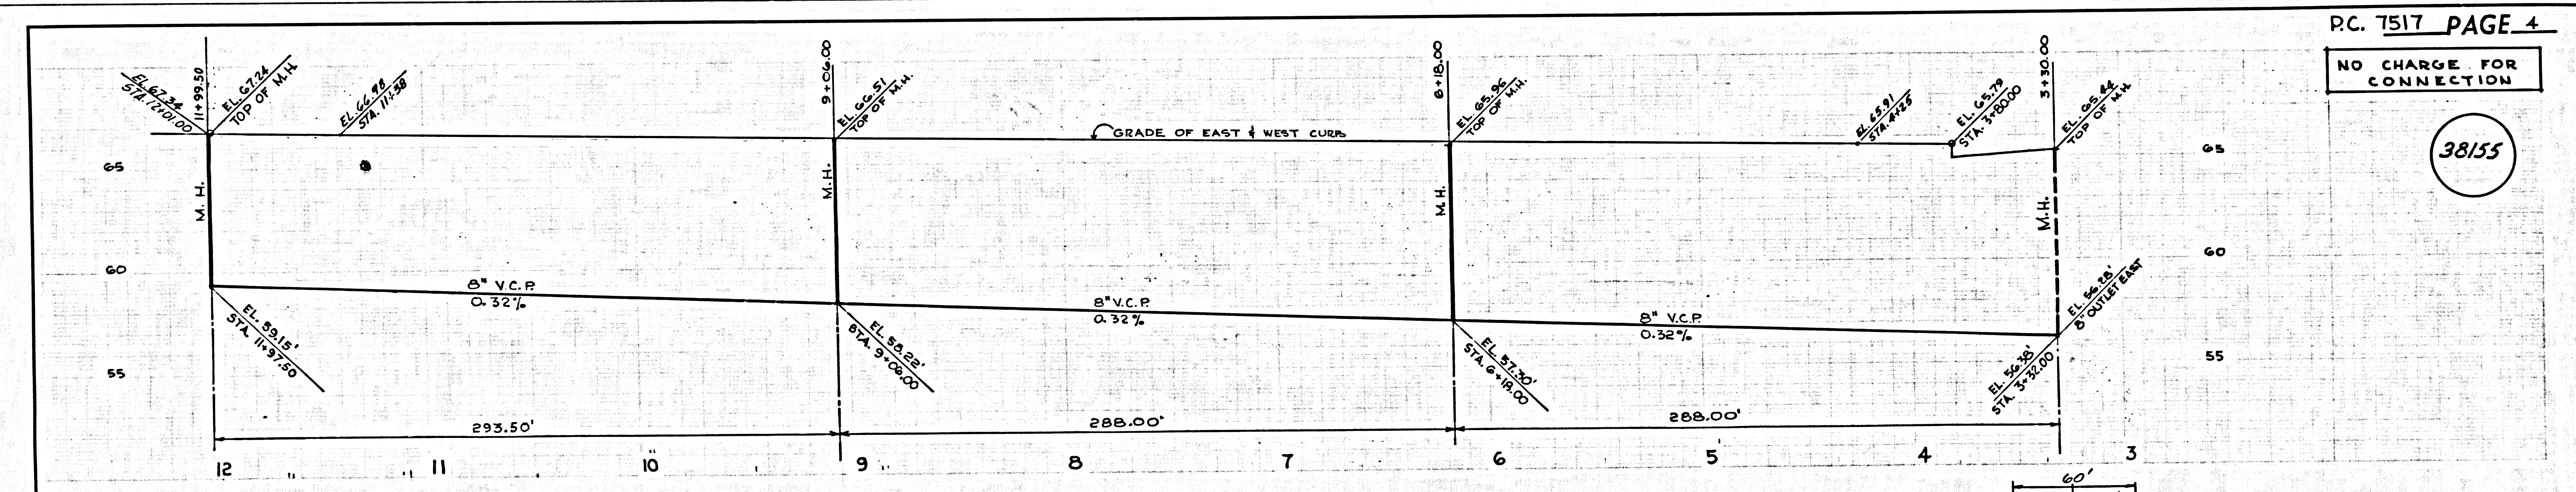 P.C. 7517 PAGE 4
NO CHARGE FOR
CONNECTION
38155
EL. 67.34
STA. 12+01.00
11+99.50
EL. 67.24
TOP OF M.H.
EL. 66.98
STA. 11+38
9+06.00
EL. 66.51
TOP OF M.H.
GRADE OF EAST & WEST CURB
6+18.00
EL. 65.96
TOP OF M.H.
EL. 65.91
STA. 4+25
EL. 65.79
STA. 3+80.00
3+30.00
EL. 65.44
TOP OF M.H.
65
65
M.H.
M.H.
M.H.
M.H.
60
60
8" V.C.P.
0.32%
8" V.C.P.
0.32%
8" V.C.P.
0.32%
EL. 59.15'
STA. 11+97.50
EL. 58.22'
STA. 9+06.00
EL. 57.30'
STA. 6+18.00
EL. 56.38'
STA. 3+32.00
EL. 56.28'
8" OUTLET EAST
55
55
293.50'
288.00'
288.00'
12 11 10 9 8 7 6 5 4 3
60'